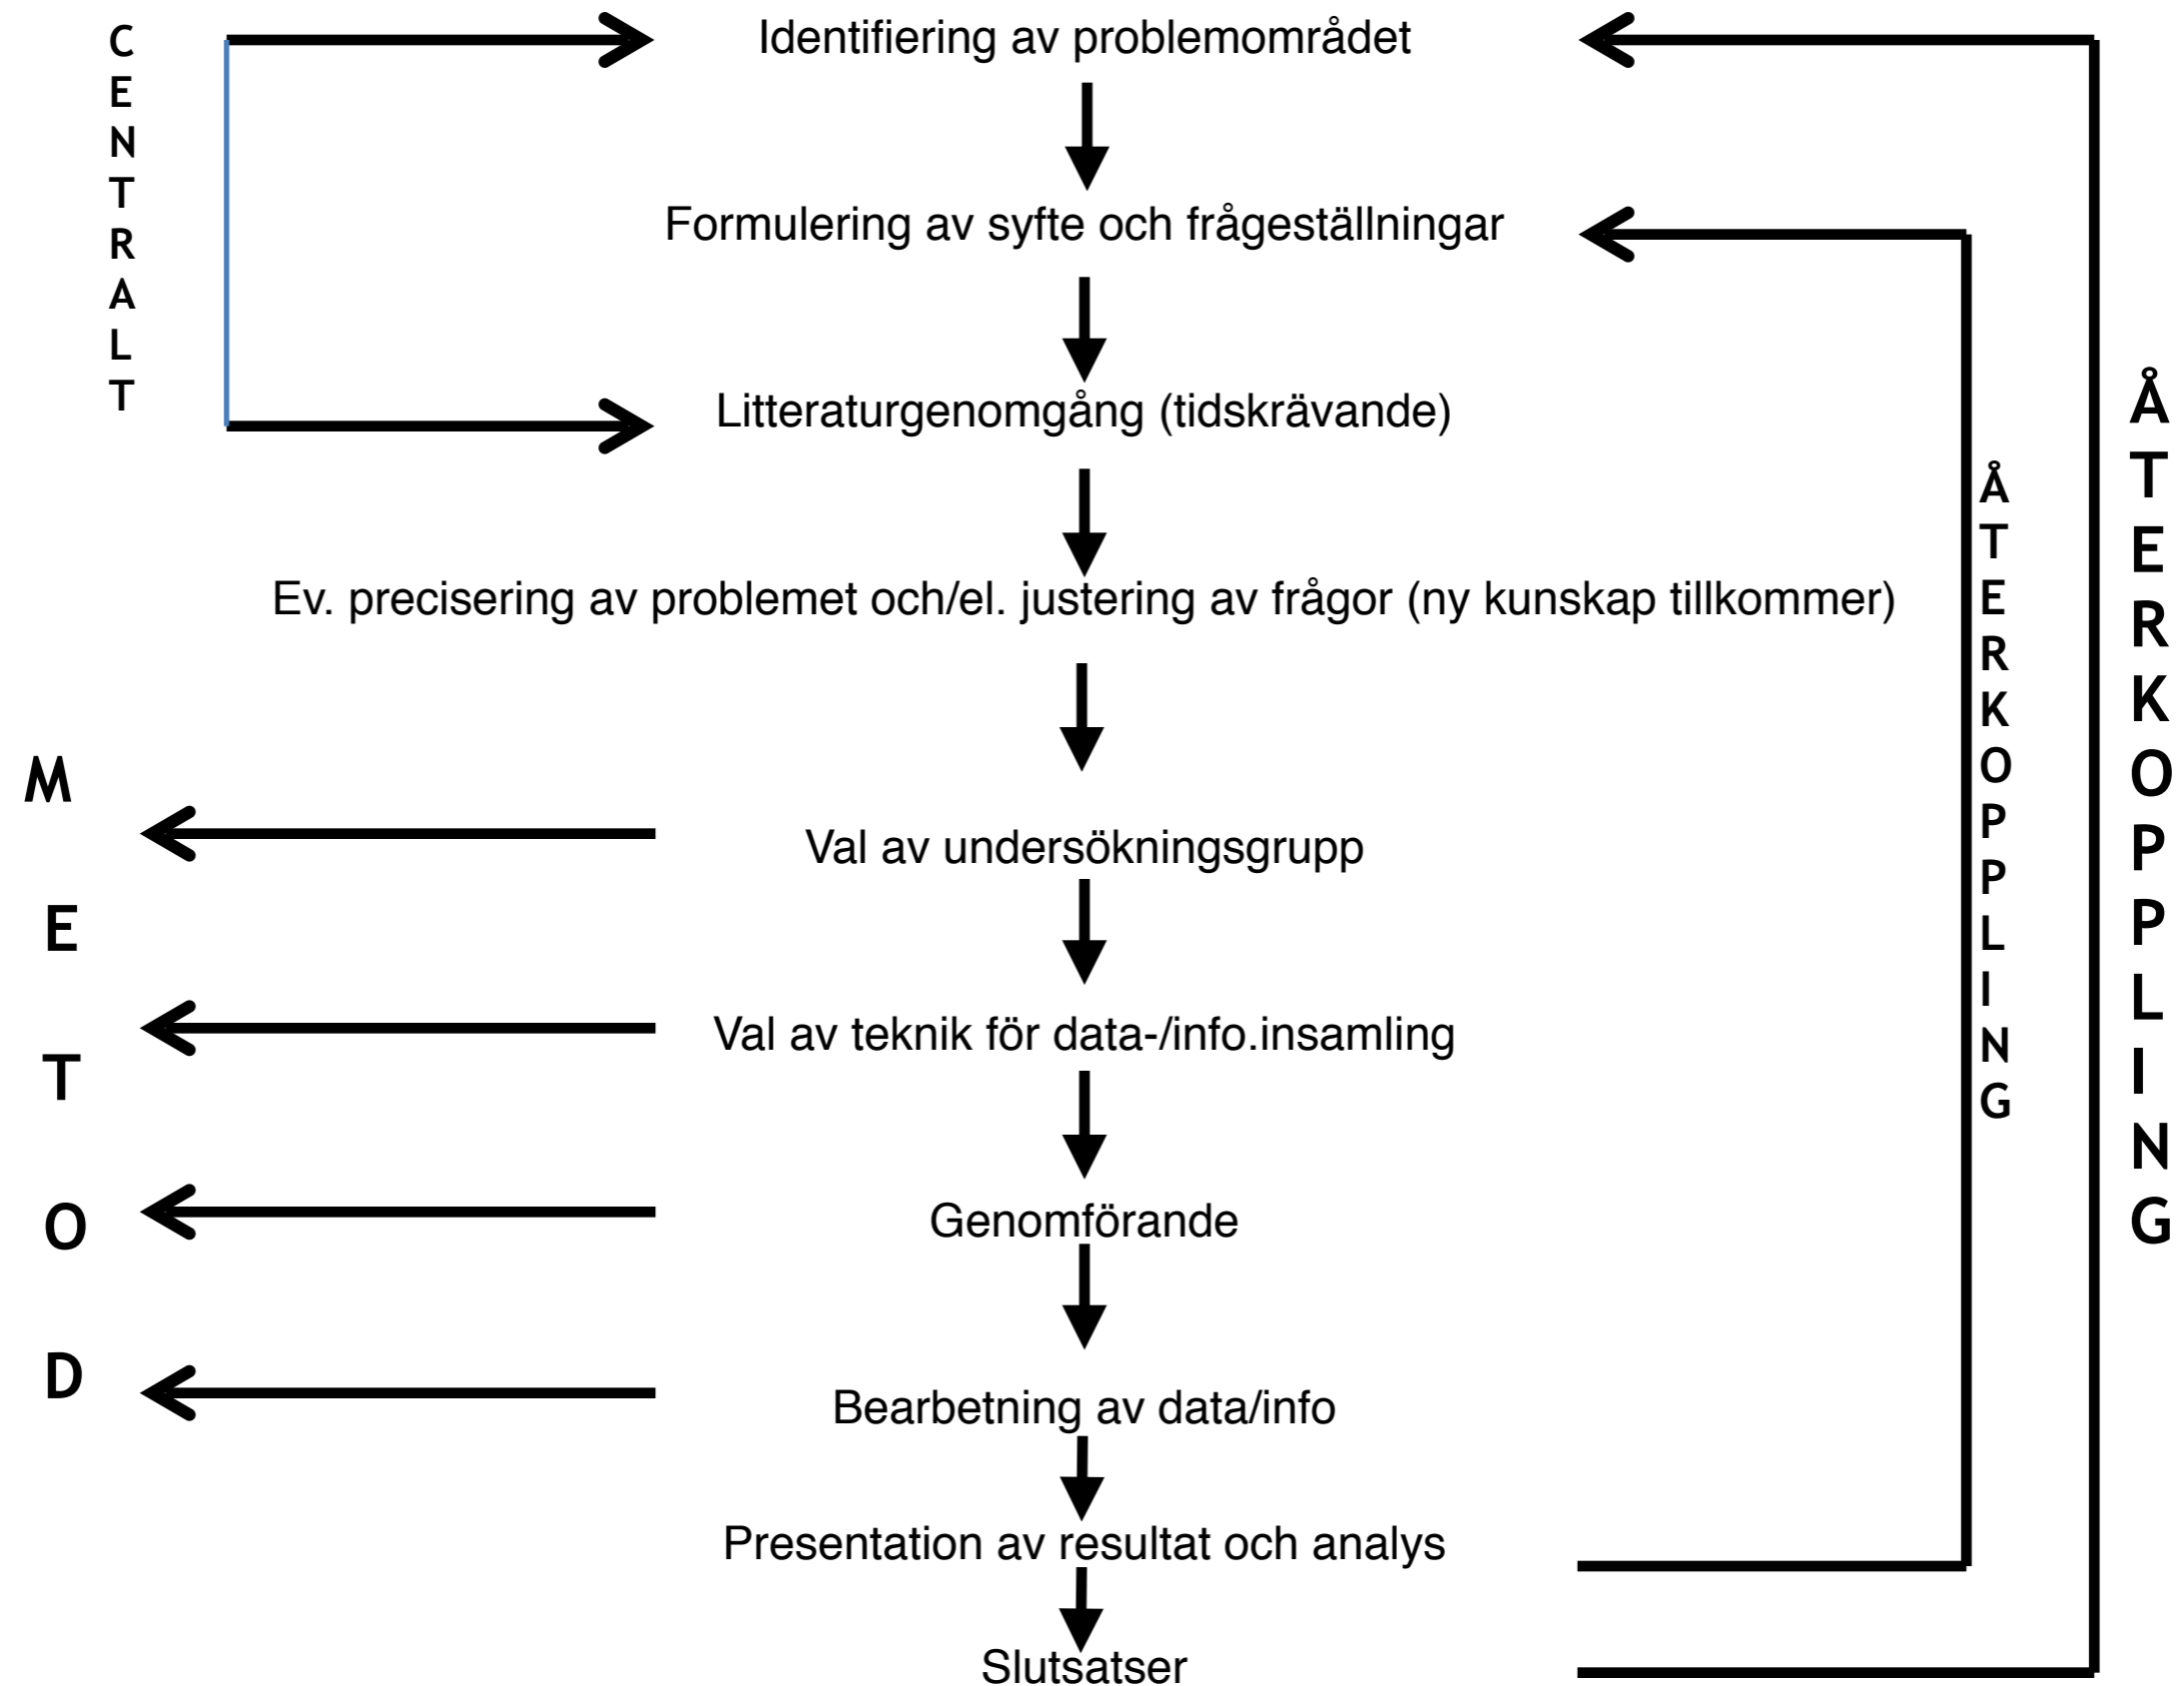 CENTRALT
Identifiering av problemområdet
Formulering av syfte och frågeställningar
Litteraturgenomgång (tidskrävande)
Ev. precisering av problemet och/el. justering av frågor (ny kunskap tillkommer)
METOD
Val av undersökningsgrupp
Val av teknik för data-/info.insamling
Genomförande
Bearbetning av data/info
Presentation av resultat och analys
Slutsatser
ÅTERKOPPLING
ÅTERKOPPLING